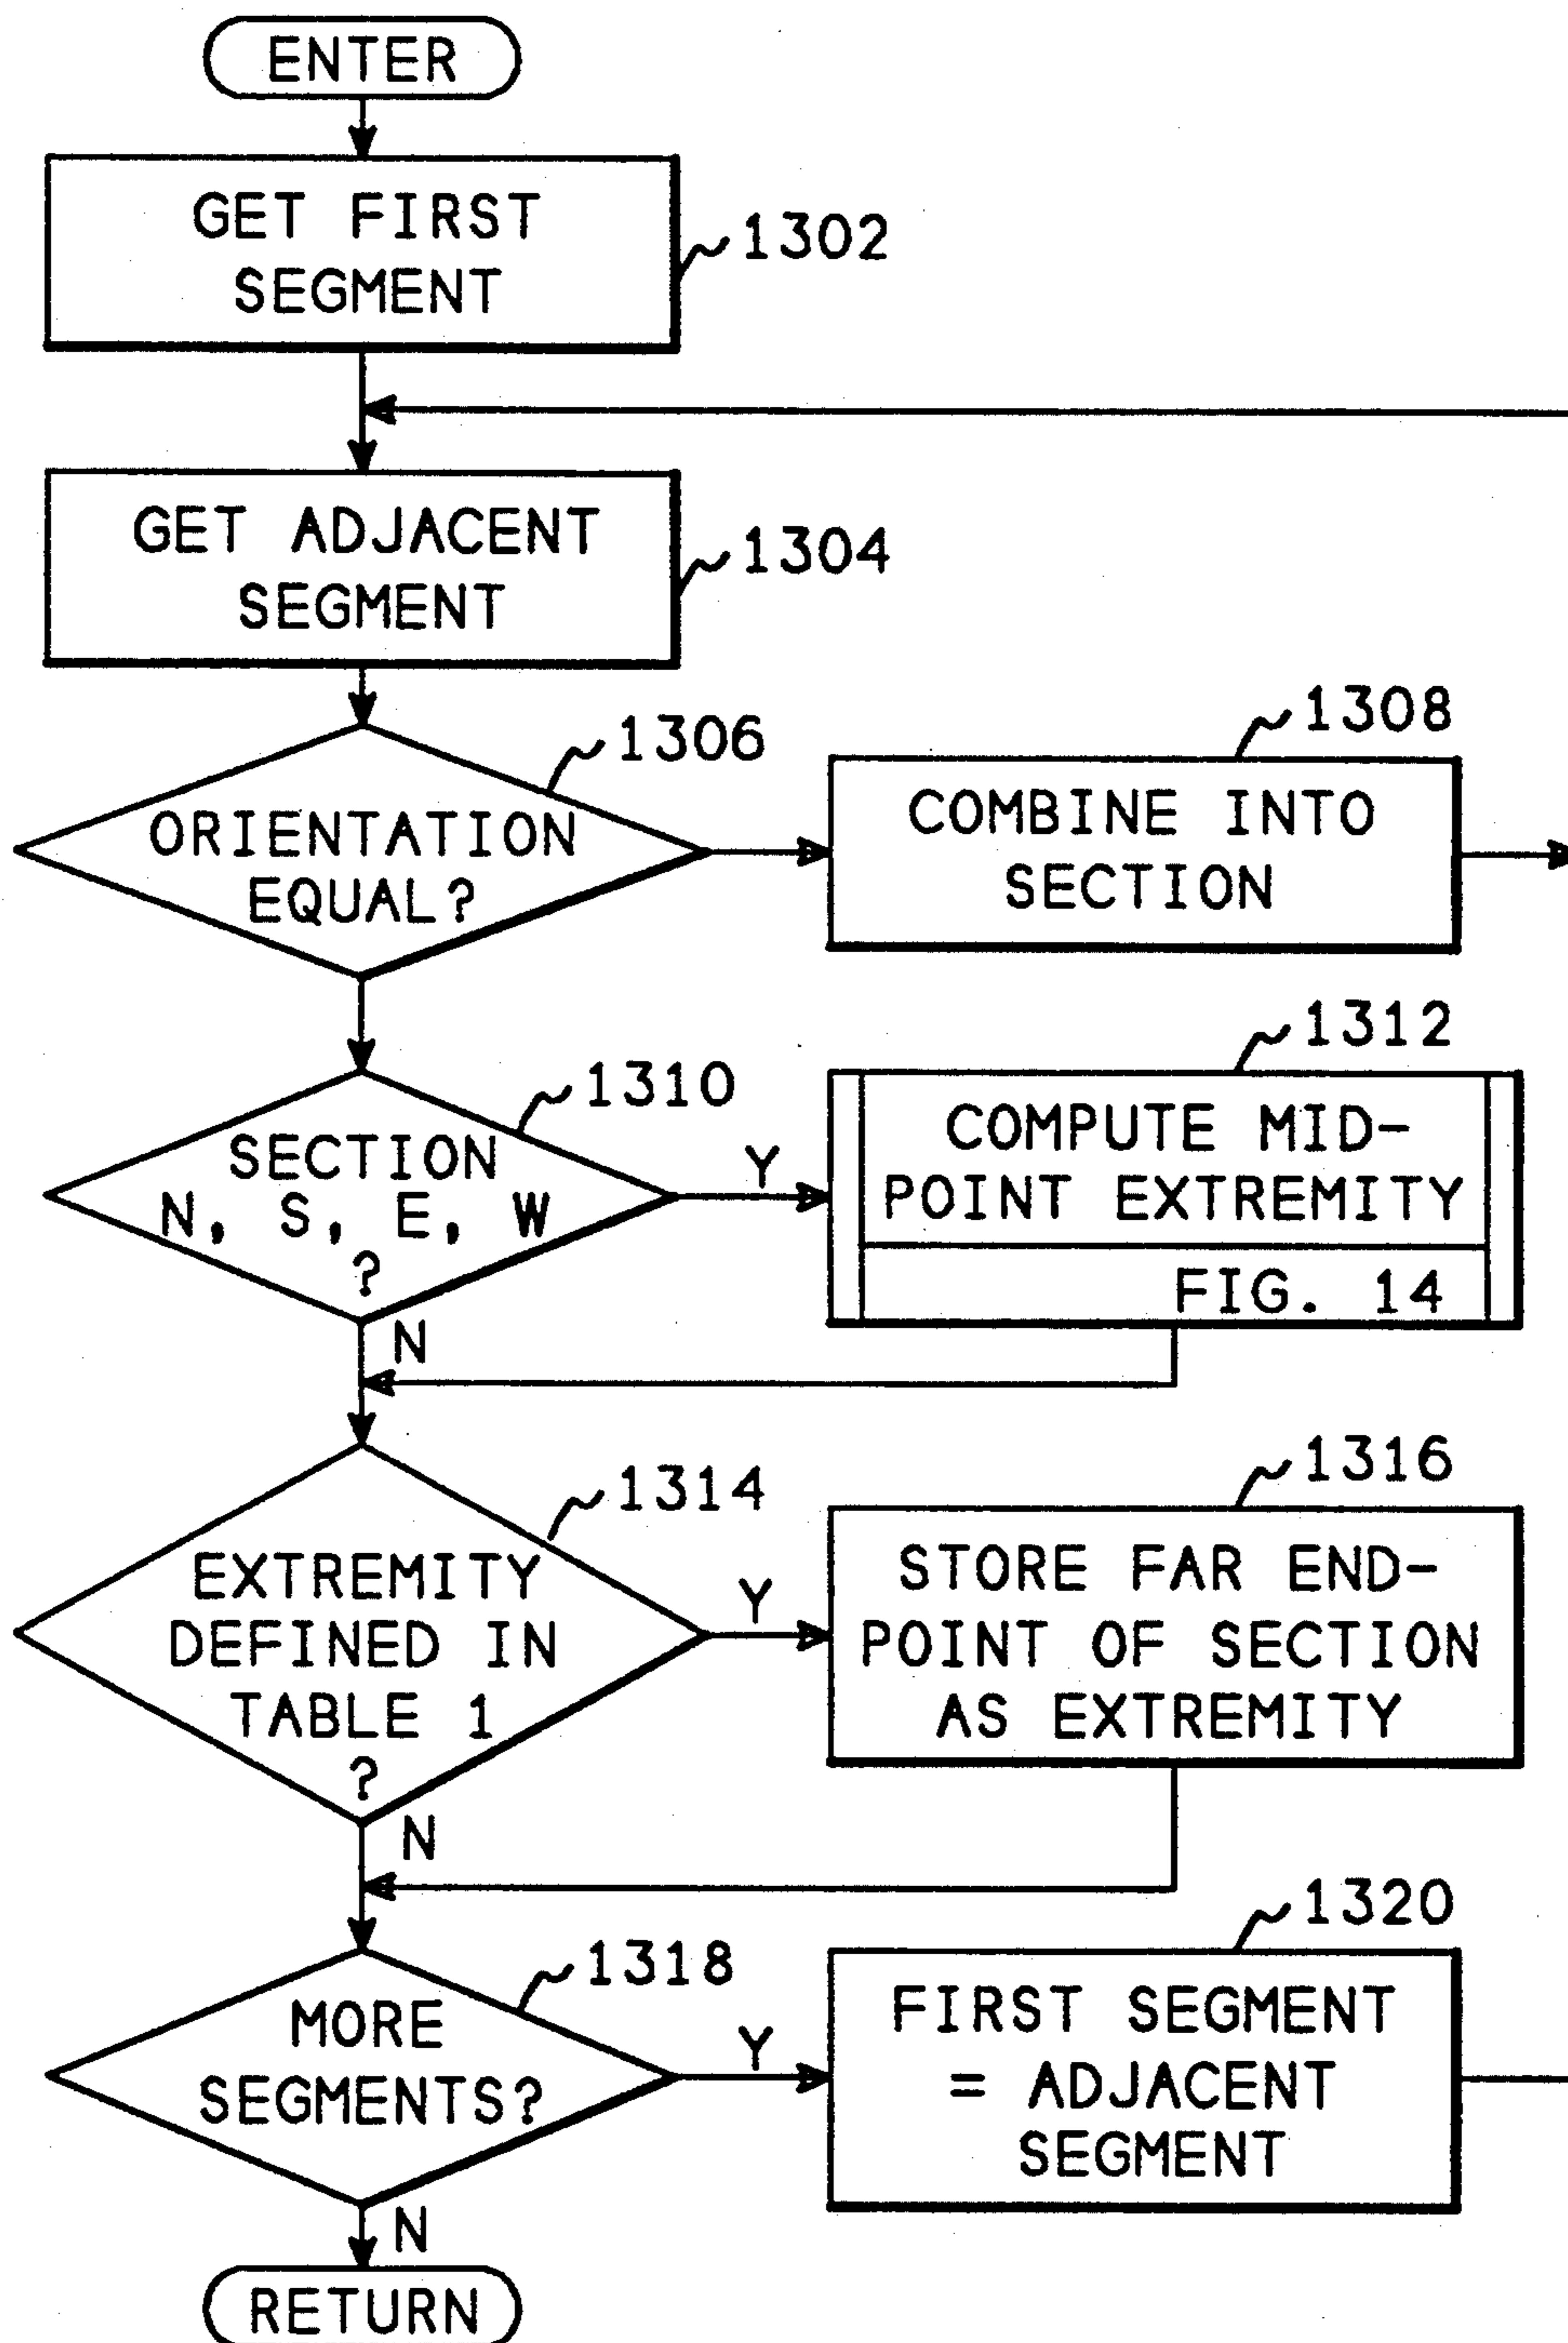 ENTER
GET FIRST
SEGMENT
1302
GET ADJACENT
SEGMENT
1304
1306
ORIENTATION
EQUAL?
1308
COMBINE INTO
SECTION
1310
SECTION
N, S, E, W
?
Y
N
1312
COMPUTE MID-
POINT EXTREMITY
FIG. 14
1314
EXTREMITY
DEFINED IN
TABLE 1
?
Y
N
1316
STORE FAR END-
POINT OF SECTION
AS EXTREMITY
1318
MORE
SEGMENTS?
Y
N
1320
FIRST SEGMENT
= ADJACENT
SEGMENT
RETURN